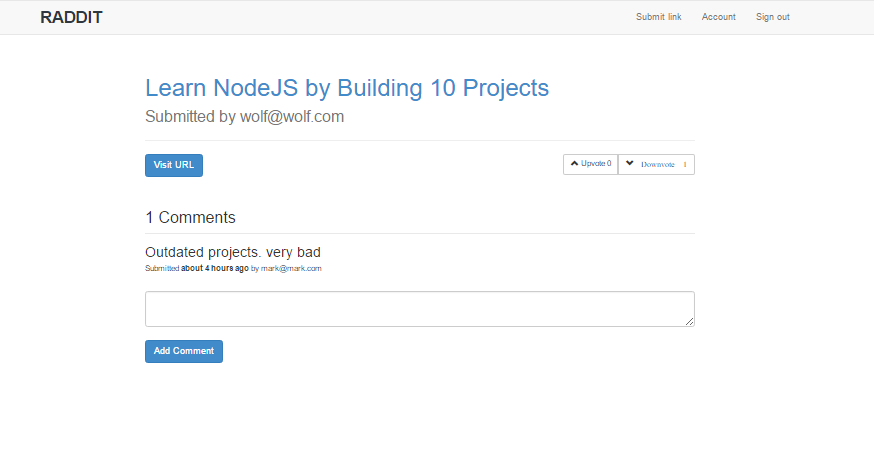 RADDIT Submit link Account Sign out
Learn NodeJS by Building 10 Projects
Submitted by wolf@wolf.com
Visit URL Upvote 0 Downvote 1
1 Comments
Outdated projects. very bad
Submitted about 4 hours ago by mark@mark.com
Add Comment